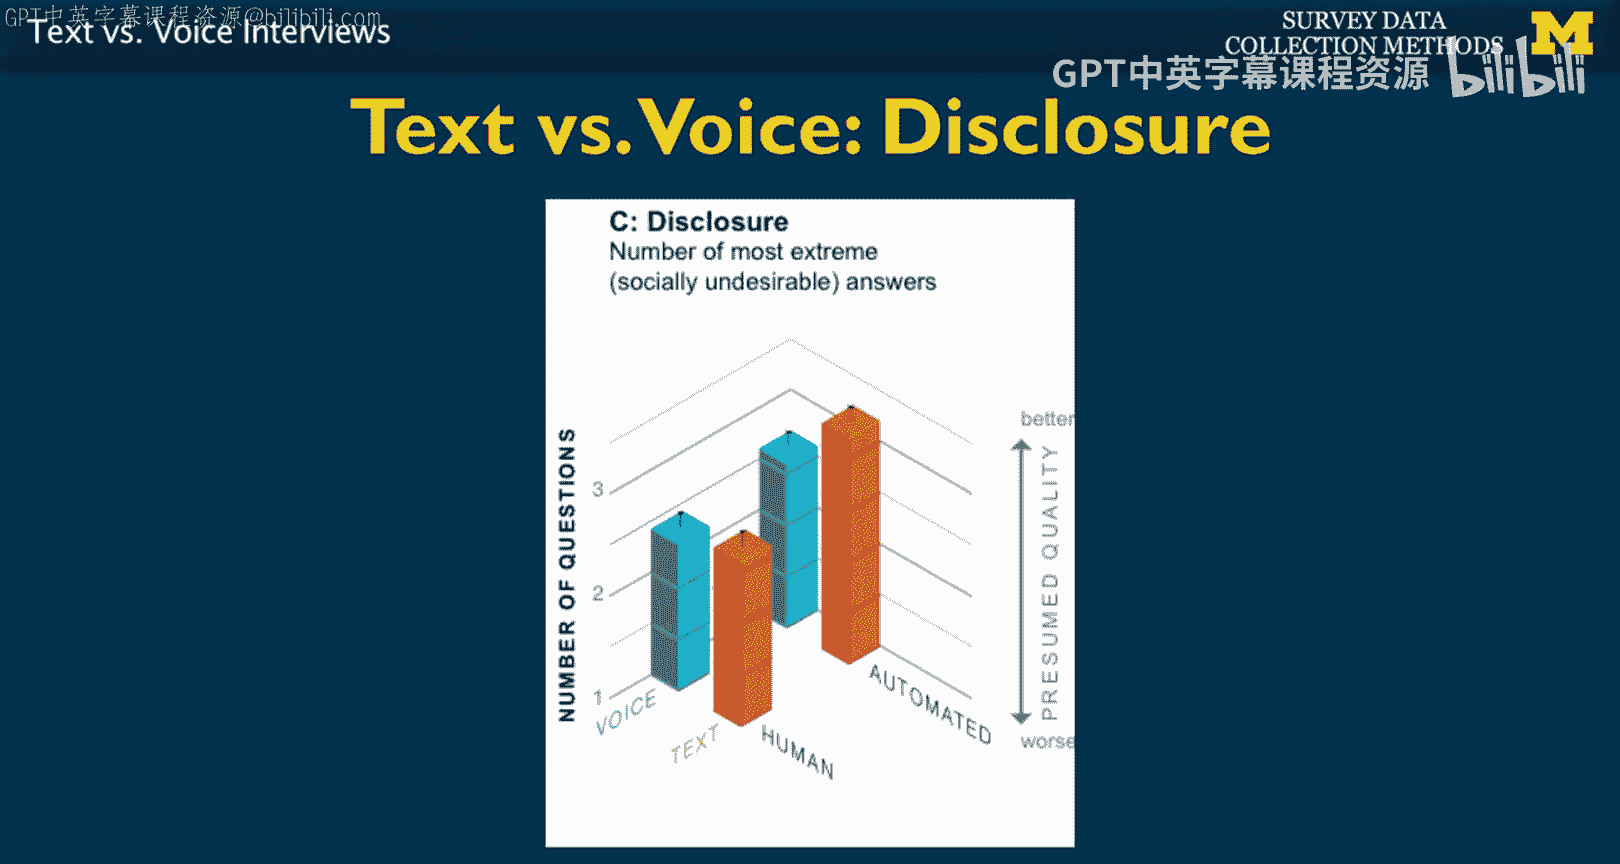 GPT中英字幕课程资源@bilibili.com
Text vs. Voice Interviews
SURVEY DATA
COLLECTION METHODS
M
GPT中英字幕课程资源 bilibili
Text vs. Voice: Disclosure
C: Disclosure
Number of most extreme
(socially undesirable) answers
NUMBER OF QUESTIONS
3
2
1
VOICE
TEXT
HUMAN
AUTOMATED
better
PRESUMED QUALITY
worse